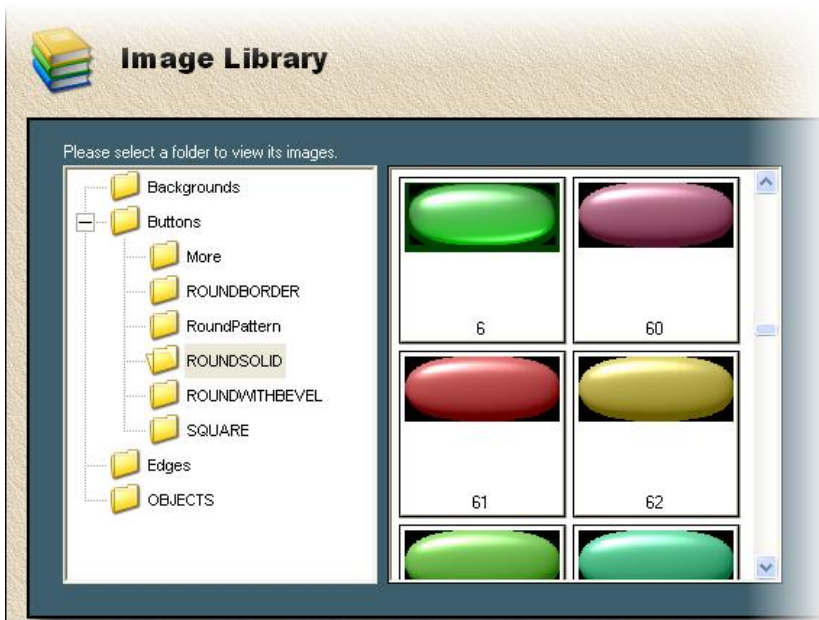 Image Library
Please select a folder to view its images.
Backgrounds
Buttons
More
ROUNDBORDER
RoundPattern
ROUNDSOLID
ROUNDWITHBEVEL
SQUARE
Edges
OBJECTS
6
60
61
62